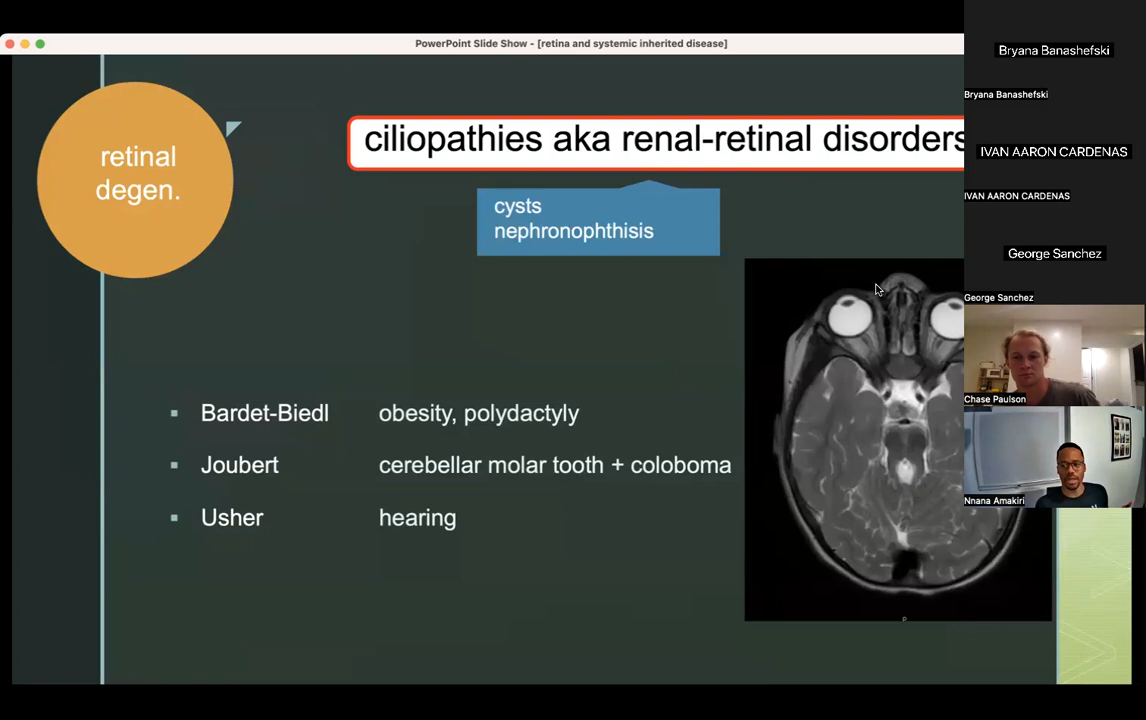 PowerPoint Slide Show - [retina and systemic inherited disease]
retinal
degen.
ciliopathies aka renal-retinal disorders
cysts
nephronophthisis
▪ Bardet-Biedl obesity, polydactyly
▪ Joubert cerebellar molar tooth + coloboma
▪ Usher hearing
P
Bryana Banashefski
Bryana Banashefski
IVAN AARON CARDENAS
IVAN AARON CARDENAS
George Sanchez
George Sanchez
Chase Paulson
Nnana Amakiri